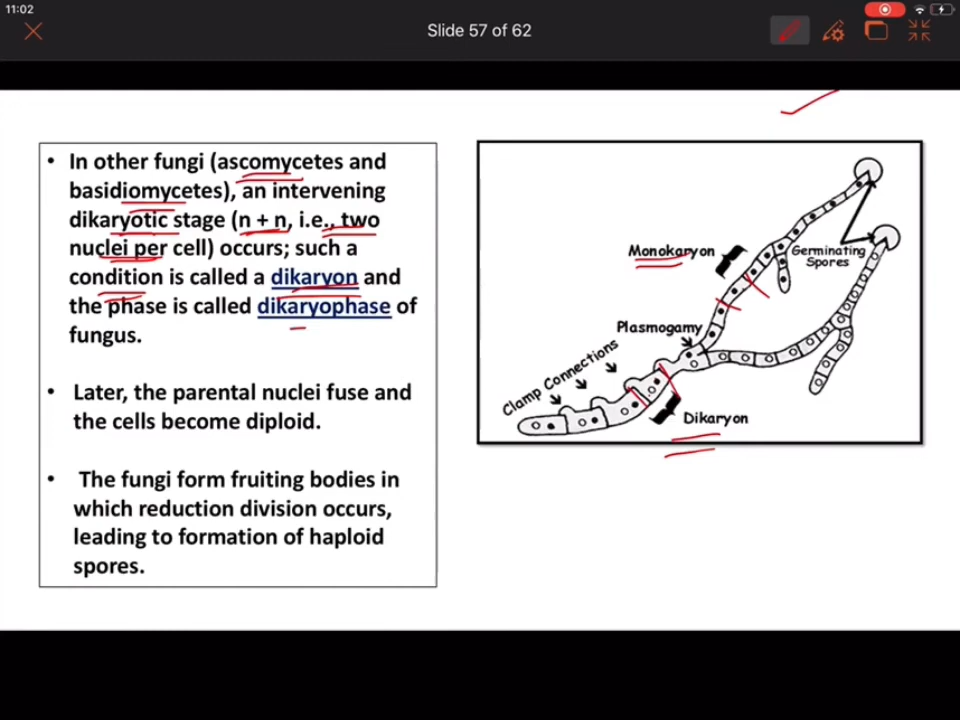 11:02
Slide 57 of 62
• In other fungi (ascomycetes and
basidiomycetes), an intervening
dikaryotic stage (n + n, i.e., two
nuclei per cell) occurs; such a
condition is called a dikaryon and
the phase is called dikaryophase of
fungus.
• Later, the parental nuclei fuse and
the cells become diploid.
• The fungi form fruiting bodies in
which reduction division occurs,
leading to formation of haploid
spores.
Monokaryon
Germinating
Spores
Plasmogamy
Clamp Connections
Dikaryon